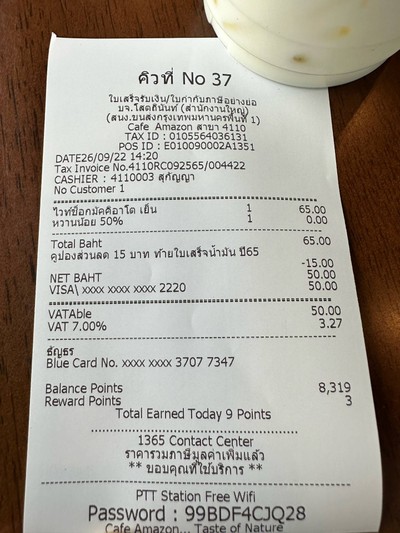 คิวที่ No 37
ใบเสร็จรับเงิน/ใบกำกับภาษีอย่างย่อ
บจ.โสตถินันท์ (สำนักงานใหญ่)
(สนง.ขนส่งกรุงเทพมหานครพื้นที่ 1)
Cafe Amazon สาขา 4110
TAX ID : 0105564036131
POS ID : E010090002A1351
DATE26/09/22 14:20
Tax Invoice No.4110RC092565/004422
CASHIER : 4110003 สุกัญญา
No Customer 1
ไวท์ช็อกมัคคิอาโต เย็น 1 65.00
หวานน้อย 50% 1 0.00
Total Baht 65.00
คูปองส่วนลด 15 บาท ท้ายใบเสร็จน้ำมัน ปี65
-15.00
NET BAHT 50.00
VISA\ xxxx xxxx xxxx 2220 50.00
VATAble 50.00
VAT 7.00% 3.27
ธัญธร
Blue Card No. xxxx xxxx 3707 7347
Balance Points 8,319
Reward Points 3
Total Earned Today 9 Points
1365 Contact Center
ราคารวมภาษีมูลค่าเพิ่มแล้ว
** ขอบคุณที่ใช้บริการ **
PTT Station Free Wifi
Password : 99BDF4CJQ28
Cafe Amazon... Taste of Nature